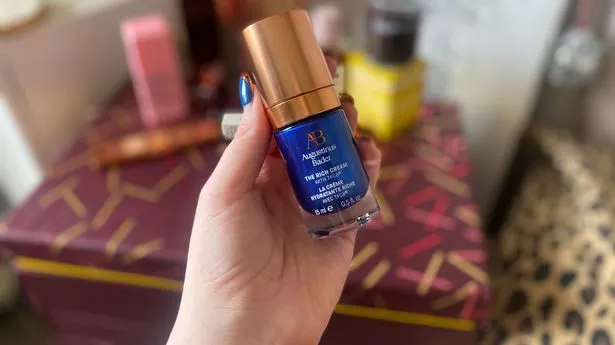 AB
Augustinus
Bader
THE RICH CREAM
WITH TFC8®
LA CRÈME
HYDRATANTE RICHE
AVEC TFC8®
15 ml ℮ 0.5 fl. oz.